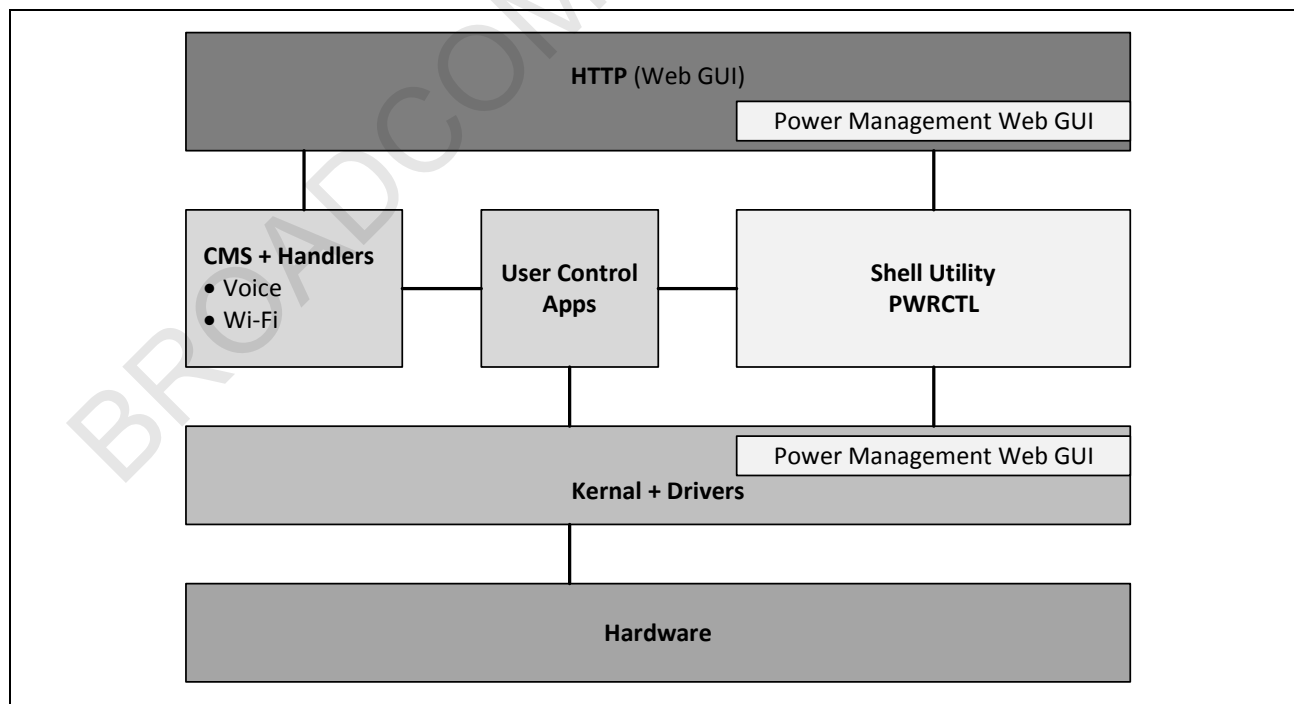 HTTP (Web GUI)
Power Management Web GUI
CMS + Handlers
• Voice
• Wi-Fi
User Control
Apps
Shell Utility
PWRCTL
Power Management Web GUI
Kernal + Drivers
Hardware
BROADCOM